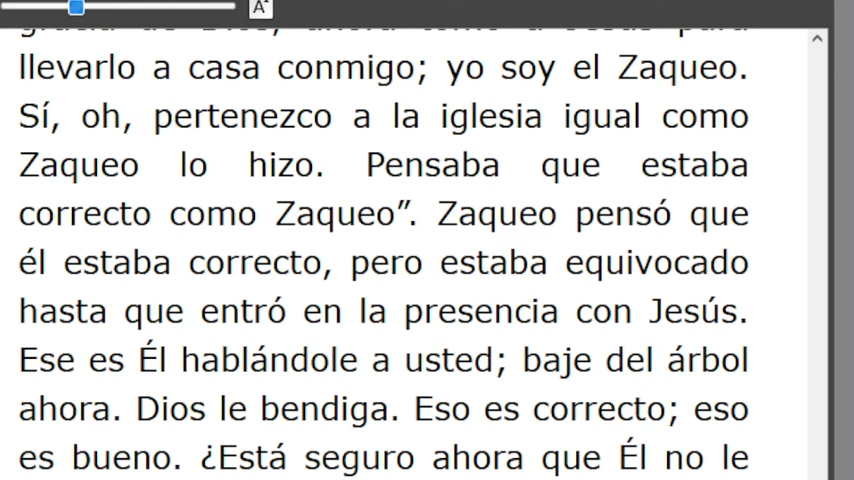 A
llevarlo a casa conmigo; yo soy el Zaqueo.
Sí, oh, pertenezco a la iglesia igual como
Zaqueo lo hizo. Pensaba que estaba
correcto como Zaqueo”. Zaqueo pensó que
él estaba correcto, pero estaba equivocado
hasta que entró en la presencia con Jesús.
Ese es Él hablándole a usted; baje del árbol
ahora. Dios le bendiga. Eso es correcto; eso
es bueno. ¿Está seguro ahora que Él no le